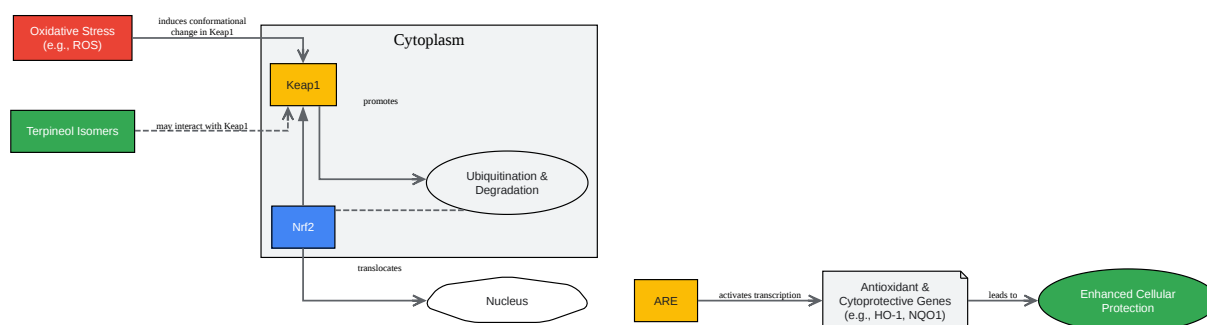 Oxidative Stress
(e.g., ROS)
induces conformational
change in Keap1
Cytoplasm
Keap1
promotes
Terpineol Isomers
may interact with Keap1
Ubiquitination &
Degradation
Nrf2
translocates
Nucleus
ARE
activates transcription
Antioxidant &
Cytoprotective Genes
(e.g., HO-1, NQO1)
leads to
Enhanced Cellular
Protection